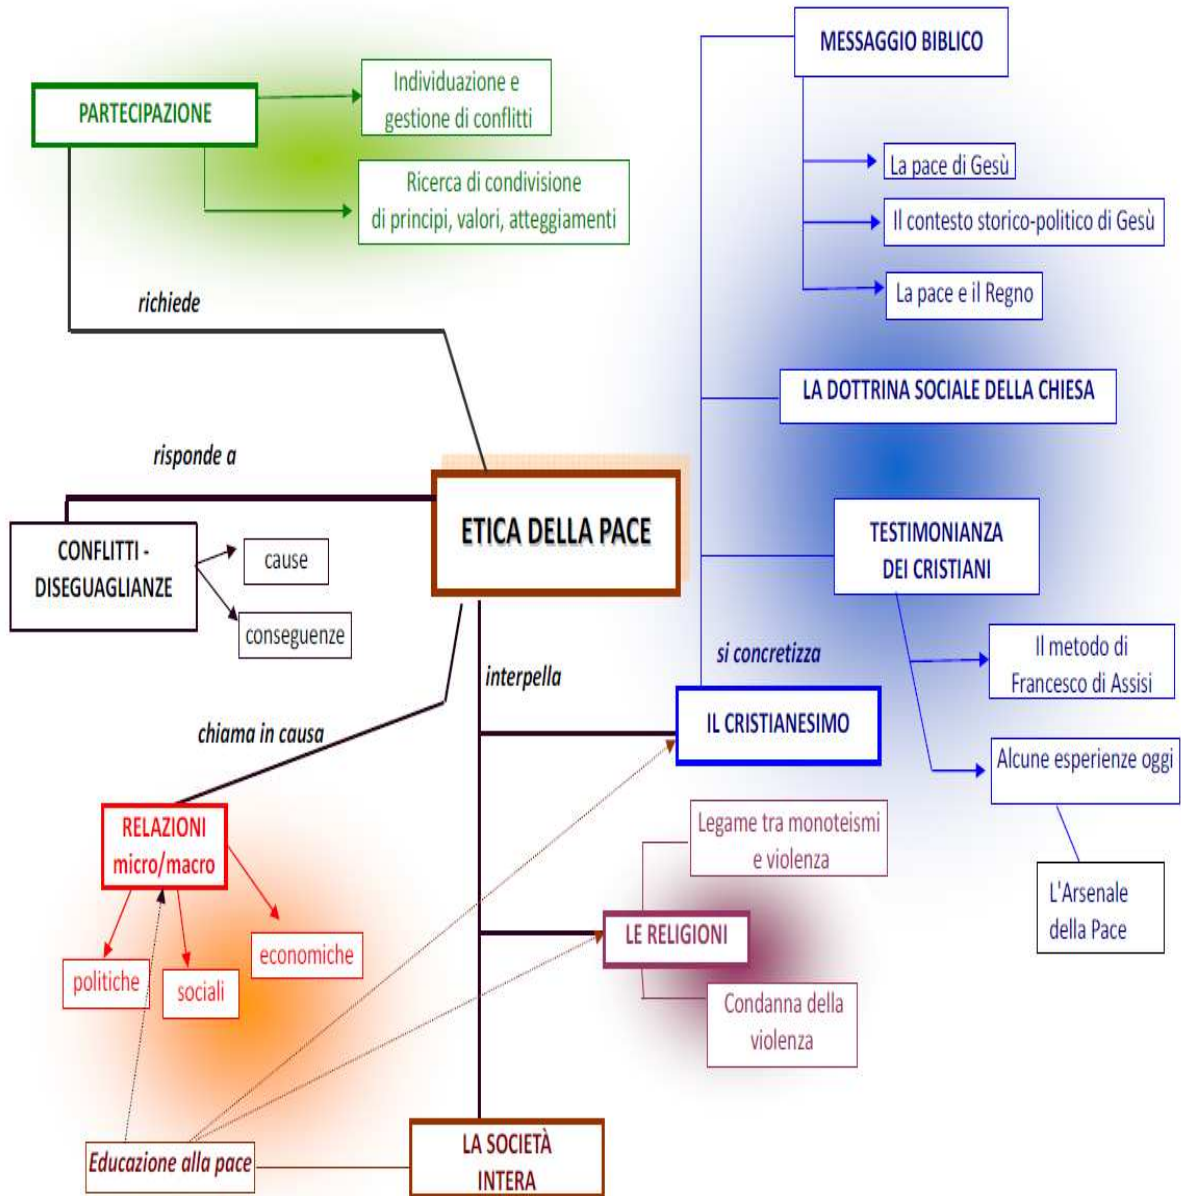 MESSAGGIO BIBLICO
PARTECIPAZIONE
Individuazione e
gestione di conflitti
La pace di Gesù
Ricerca di condivisione
di principi, valori, atteggiamenti
Il contesto storico-politico di Gesù
La pace e il Regno
richiede
LA DOTTRINA SOCIALE DELLA CHIESA
risponde a
ETICA DELLA PACE
TESTIMONIANZA
DEI CRISTIANI
CONFLITTI -
DISEGUAGLIANZE
cause
conseguenze
Il metodo di
Francesco di Assisi
si concretizza
interpella
IL CRISTIANESIMO
chiama in causa
Alcune esperienze oggi
RELAZIONI
micro/macro
Legame tra monoteismi
e violenza
L'Arsenale
della Pace
LE RELIGIONI
economiche
politiche
sociali
Condanna della
violenza
Educazione alla pace
LA SOCIETÀ
INTERA